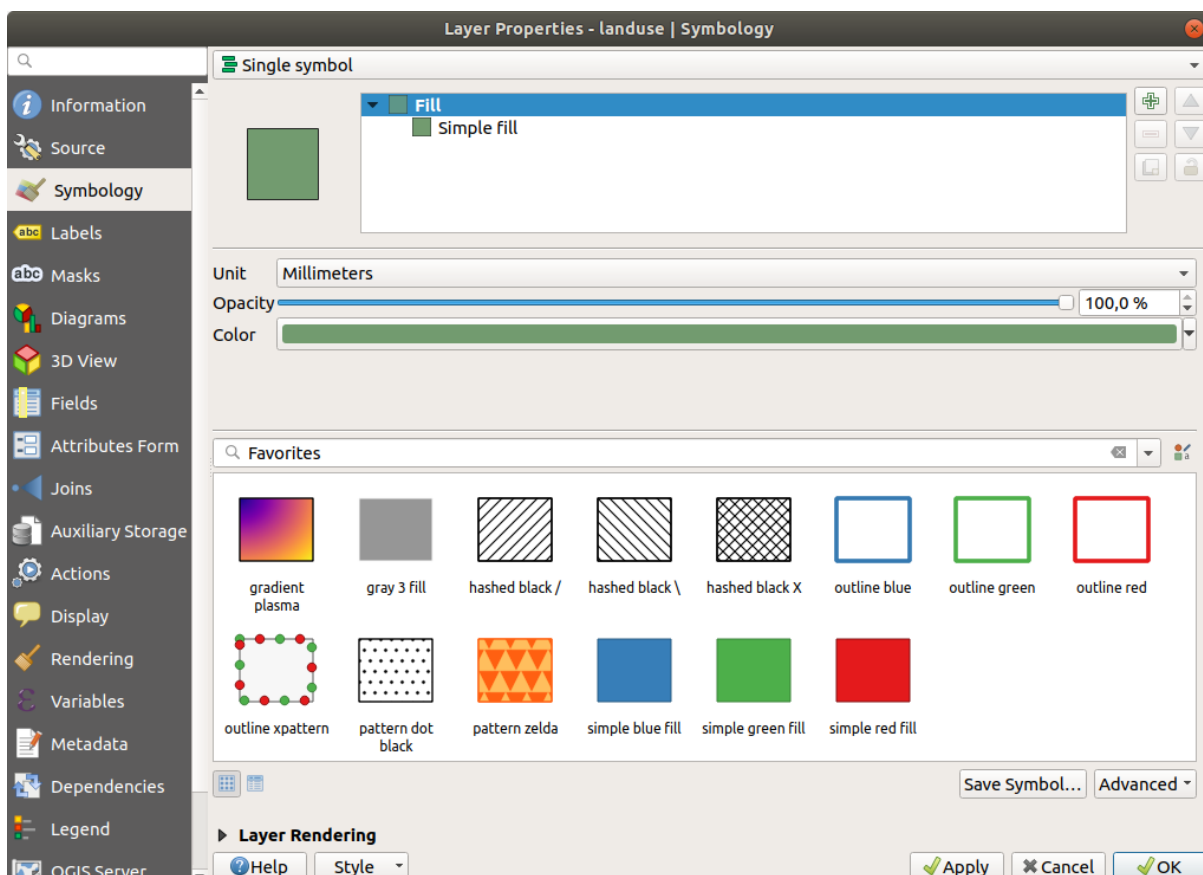 Layer Properties - landuse | Symbology
Information
Source
Symbology
abc Labels
abc Masks
Diagrams
3D View
Fields
Attributes Form
Joins
Auxiliary Storage
Actions
Display
Rendering
Variables
Metadata
Dependencies
Legend
QGIS Server
Single symbol
Fill
Simple fill
Unit Millimeters
Opacity 100,0 %
Color
Favorites
gradient plasma
gray 3 fill
hashed black /
hashed black \
hashed black X
outline blue
outline green
outline red
outline xpattern
pattern dot black
pattern zelda
simple blue fill
simple green fill
simple red fill
Save Symbol... Advanced
Layer Rendering
Help Style Apply Cancel OK